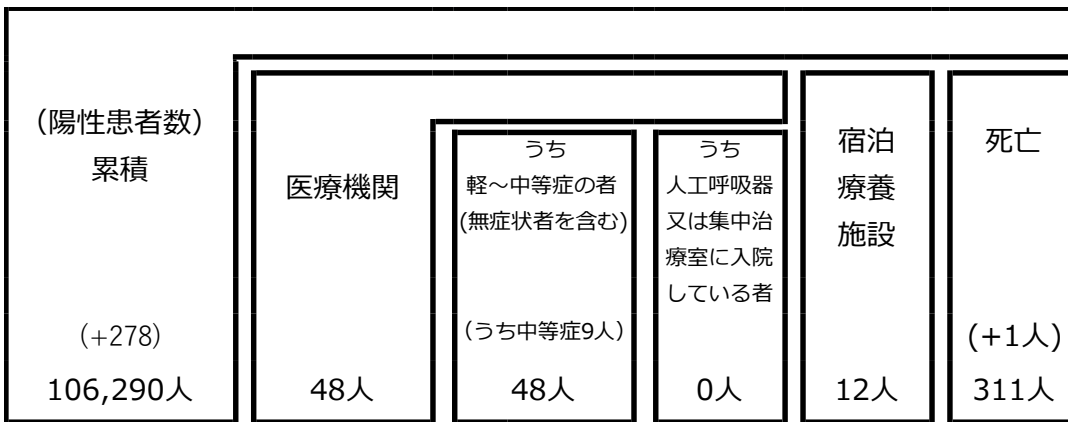 （陽性患者数）
累積
（+278）
106,290人
医療機関
48人
うち
軽～中等症の者
(無症状者を含む)
（うち中等症9人）
48人
うち
人工呼吸器
又は集中治
療室に入院
している者
0人
宿泊
療養
施設
12人
死亡
(+1人)
311人